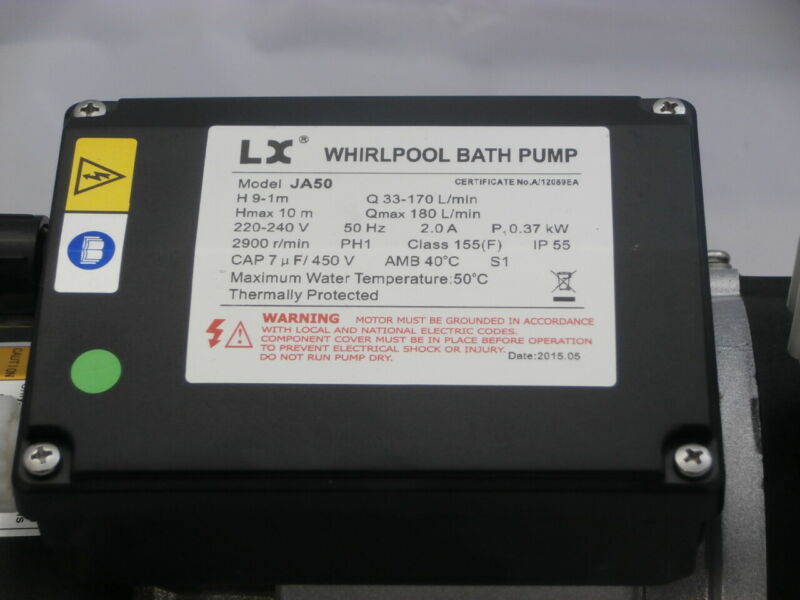 LX® WHIRLPOOL BATH PUMP
Model JA50 CERTIFICATE No.A/12089EA
H 9-1m Q 33-170 L/min
Hmax 10 m Qmax 180 L/min
220-240 V 50 Hz 2.0 A P₁ 0.37 kW
2900 r/min PH1 Class 155(F) IP 55
CAP 7 μF/ 450 V AMB 40°C S1
Maximum Water Temperature:50°C
Thermally Protected
WARNING MOTOR MUST BE GROUNDED IN ACCORDANCE
WITH LOCAL AND NATIONAL ELECTRIC CODES.
COMPONENT COVER MUST BE IN PLACE BEFORE OPERATION
TO PREVENT ELECTRICAL SHOCK OR INJURY.
DO NOT RUN PUMP DRY.
Date:2015.05
CAUTION